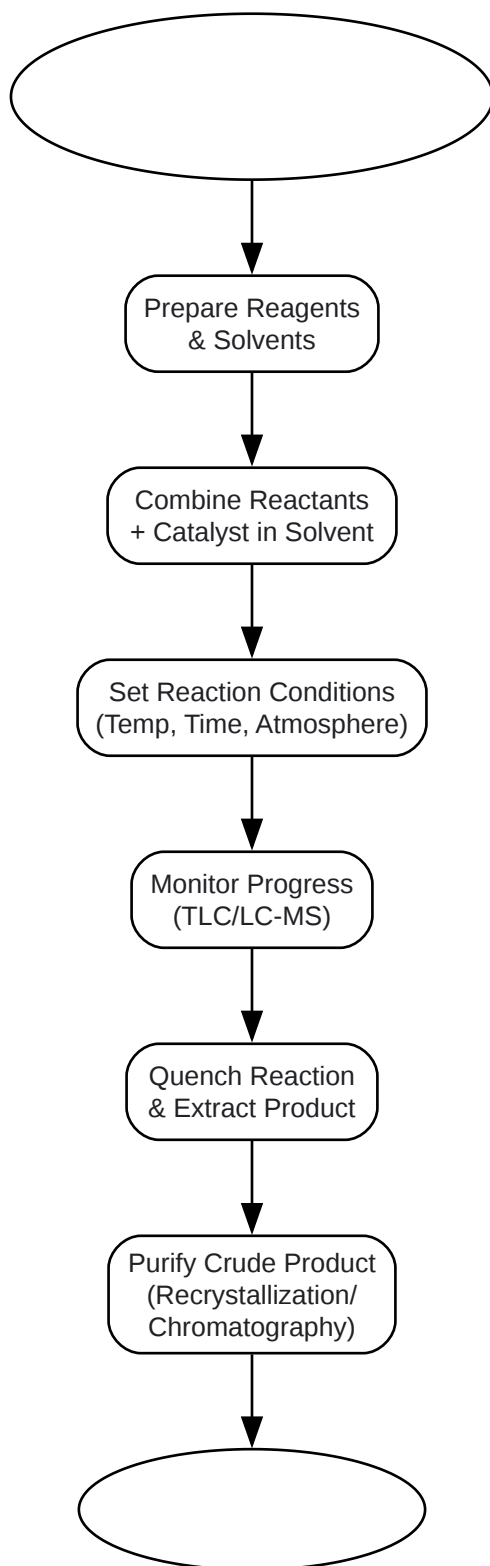 Prepare Reagents
& Solvents
Combine Reactants
+ Catalyst in Solvent
Set Reaction Conditions
(Temp, Time, Atmosphere)
Monitor Progress
(TLC/LC-MS)
Quench Reaction
& Extract Product
Purify Crude Product
(Recrystallization/
Chromatography)